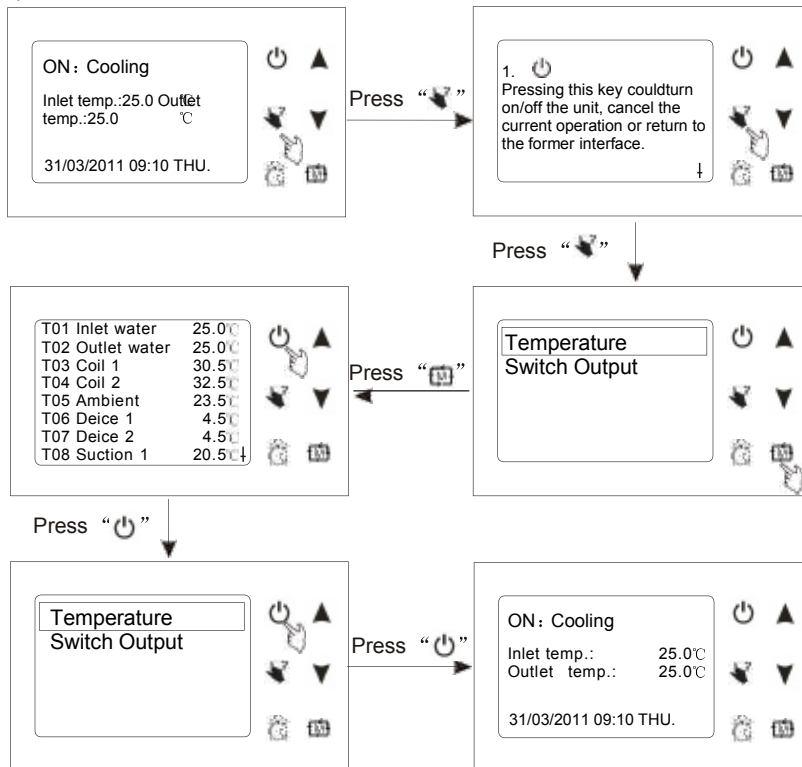 ON: Cooling
Inlet temp.:25.0 Outlet
temp.:25.0 ℃
31/03/2011 09:10 THU.
Press “ ”
1.
Pressing this key couldturn
on/off the unit, cancel the
current operation or return to
the former interface.
Press “ ”
T01 Inlet water 25.0℃
T02 Outlet water 25.0℃
T03 Coil 1 30.5℃
T04 Coil 2 32.5℃
T05 Ambient 23.5℃
T06 Deice 1 4.5℃
T07 Deice 2 4.5℃
T08 Suction 1 20.5℃
Press “M”
Temperature
Switch Output
Press “ ”
Temperature
Switch Output
Press “ ”
ON: Cooling
Inlet temp.: 25.0℃
Outlet temp.: 25.0℃
31/03/2011 09:10 THU.